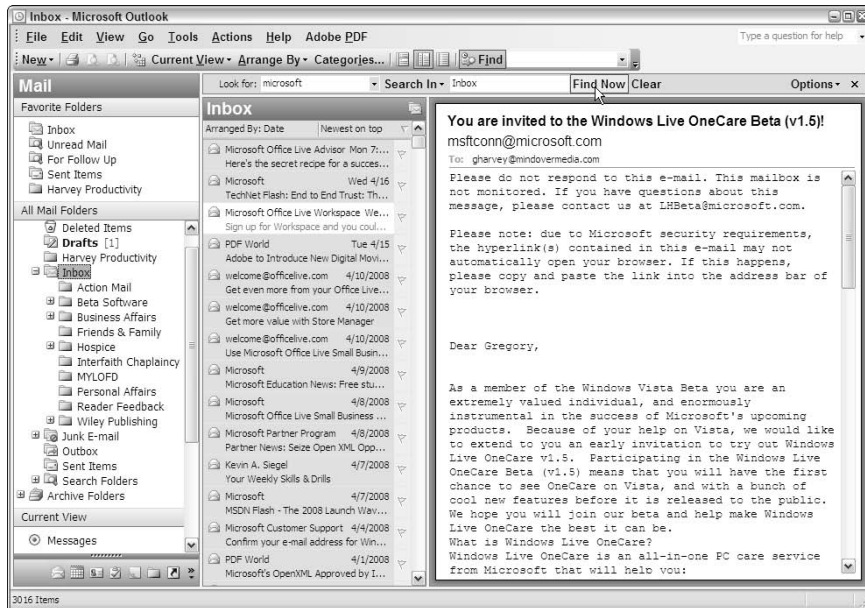 Inbox - Microsoft Outlook
File Edit View Go Tools Actions Help Adobe PDF
Type a question for help
New Current View Arrange By Categories... Find
Mail
Look for: microsoft Search In Inbox Find Now Clear Options
Favorite Folders
Inbox
Unread Mail
For Follow Up
Sent Items
Harvey Productivity
All Mail Folders
Deleted Items
Drafts [1]
Harvey Productivity
Inbox
Action Mail
Beta Software
Business Affairs
Friends & Family
Hospice
Interfaith Chaplaincy
MYLOFD
Personal Affairs
Reader Feedback
Wiley Publishing
Junk E-mail
Outbox
Sent Items
Search Folders
Archive Folders
Current View
Messages
Inbox
Arranged By: Date Newest on top
Microsoft Office Live Advisor Mon 7:...
Here's the secret recipe for a succes...
Microsoft Wed 4/16
TechNet Flash: End to End Trust: Th...
Microsoft Office Live Workspace We...
Sign up for Workspace and you coul...
PDF World Tue 4/15
Adobe to Introduce New Digital Movi...
welcome@officelive.com 4/10/2008
Get even more from your Office Live...
welcome@officelive.com 4/10/2008
Get more value with Store Manager
welcome@officelive.com 4/10/2008
Use Microsoft Office Live Small Busin...
Microsoft 4/9/2008
Microsoft Education News: Free stu...
Microsoft 4/8/2008
Microsoft Office Live Small Business ...
Microsoft Partner Program 4/8/2008
Partner News: Seize Open XML Opp...
Kevin A. Siegel 4/7/2008
Your Weekly Skills & Drills
Microsoft 4/7/2008
MSDN Flash - The 2008 Launch Wav...
Microsoft Customer Support 4/4/2008
Confirm your e-mail address for Win...
PDF World 4/1/2008
Microsoft's OpenXML Approved by I...
You are invited to the Windows Live OneCare Beta (v1.5)!
msftconn@microsoft.com
To: gharvey@mindovermedia.com
Please do not respond to this e-mail. This mailbox is
not monitored. If you have questions about this
message, please contact us at LHBeta@microsoft.com.
Please note: due to Microsoft security requirements,
the hyperlink(s) contained in this e-mail may not
automatically open your browser. If this happens,
please copy and paste the link into the address bar of
your browser.
Dear Gregory,
As a member of the Windows Vista Beta you are an
extremely valued individual, and enormously
instrumental in the success of Microsoft's upcoming
products. Because of your help on Vista, we would like
to extend to you an early invitation to try out Windows
Live OneCare v1.5. Participating in the Windows Live
OneCare Beta (v1.5) means that you will have the first
chance to see OneCare on Vista, and with a bunch of
cool new features before it is released to the public.
We hope you will join our beta and help make Windows
Live OneCare the best it can be.
What is Windows Live OneCare?
Windows Live OneCare is an all-in-one PC care service
from Microsoft that will help you:
3016 Items